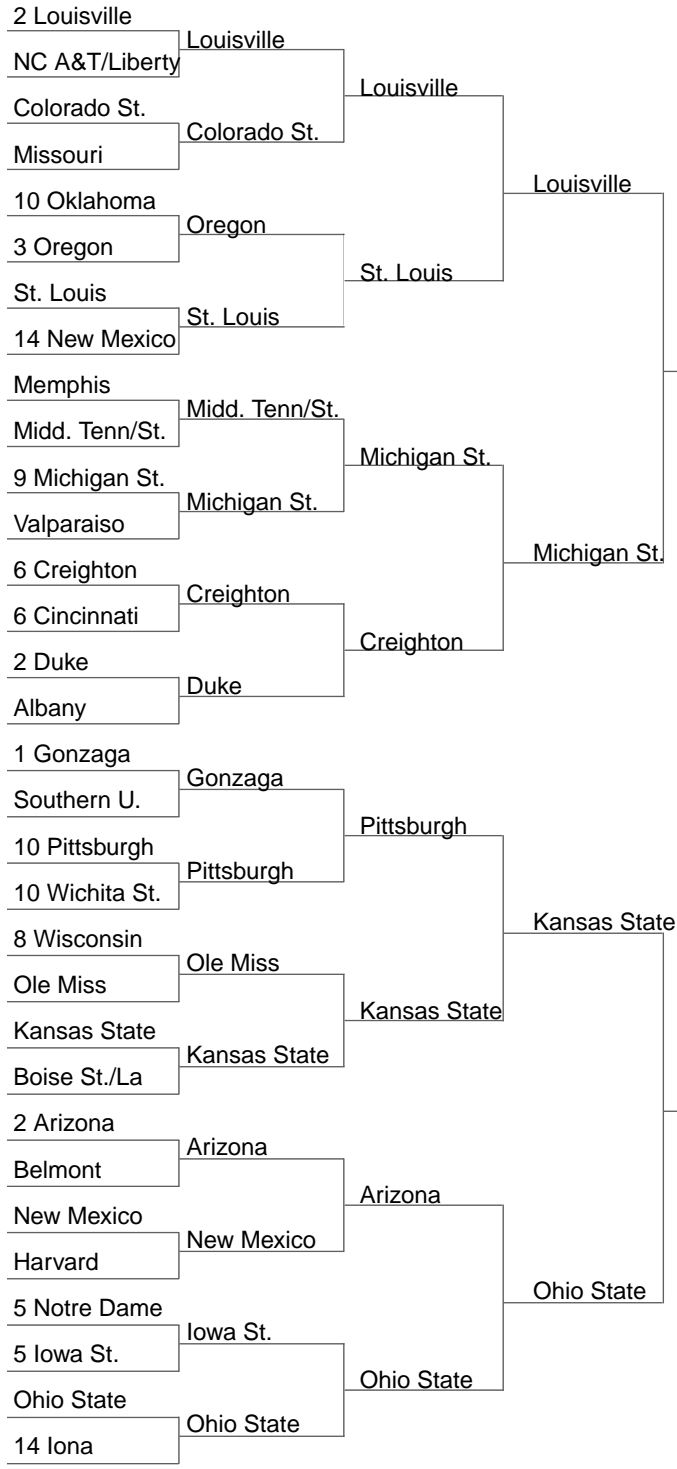 2 Louisville
NC A&T/Liberty
Colorado St.
Missouri
10 Oklahoma
3 Oregon
St. Louis
14 New Mexico
Memphis
Midd. Tenn/St.
9 Michigan St.
Valparaiso
6 Creighton
6 Cincinnati
2 Duke
Albany
1 Gonzaga
Southern U.
10 Pittsburgh
10 Wichita St.
8 Wisconsin
Ole Miss
Kansas State
Boise St./La
2 Arizona
Belmont
New Mexico
Harvard
5 Notre Dame
5 Iowa St.
Ohio State
14 Iona
Louisville
Colorado St.
Oregon
St. Louis
Midd. Tenn/St.
Michigan St.
Creighton
Duke
Gonzaga
Pittsburgh
Ole Miss
Kansas State
Arizona
New Mexico
Iowa St.
Ohio State
Louisville
St. Louis
Michigan St.
Creighton
Pittsburgh
Kansas State
Arizona
Ohio State
Louisville
Michigan St.
Kansas State
Ohio State